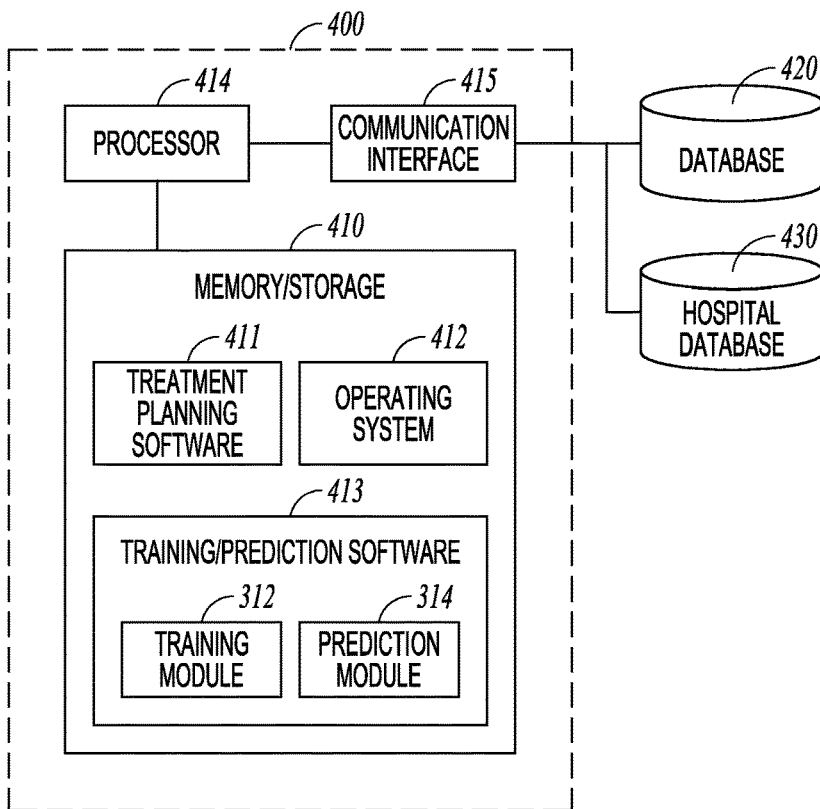 400
414
PROCESSOR
415
COMMUNICATION
INTERFACE
420
DATABASE
430
HOSPITAL
DATABASE
410
MEMORY/STORAGE
411
TREATMENT
PLANNING
SOFTWARE
412
OPERATING
SYSTEM
413
TRAINING/PREDICTION SOFTWARE
312
TRAINING
MODULE
314
PREDICTION
MODULE